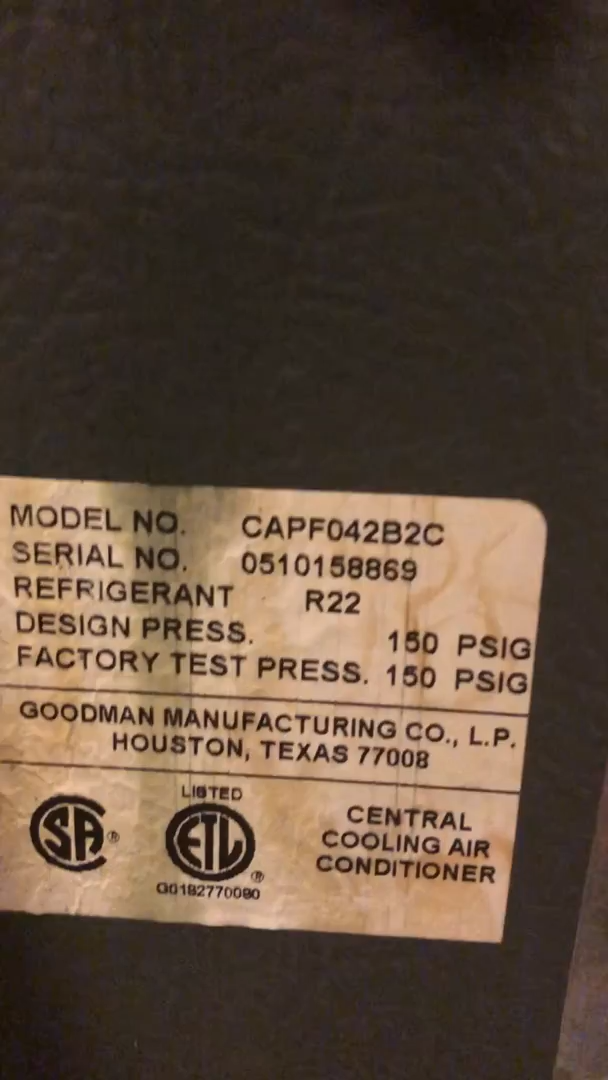 MODEL NO. CAPF042B2C
SERIAL NO. 0510158869
REFRIGERANT R22
DESIGN PRESS. 150 PSIG
FACTORY TEST PRESS. 150 PSIG
GOODMAN MANUFACTURING CO., L.P.
HOUSTON, TEXAS 77008
SA®
LISTED
ETL®
G0182770080
CENTRAL
COOLING AIR
CONDITIONER